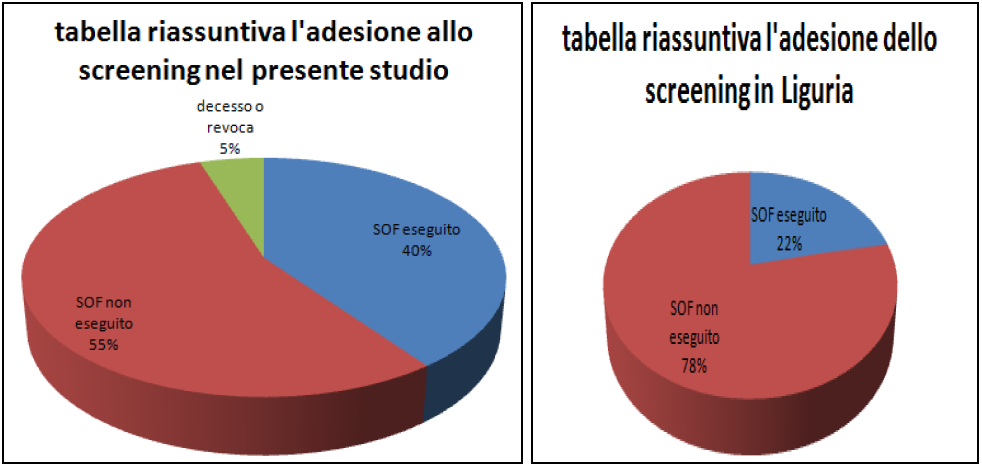 tabella riassuntiva l'adesione allo
screening nel presente studio
decesso o
revoca
5%
SOF eseguito
40%
SOF non
eseguito
55%
tabella riassuntiva l'adesione dello
screening in Liguria
SOF eseguito
22%
SOF non
eseguito
78%